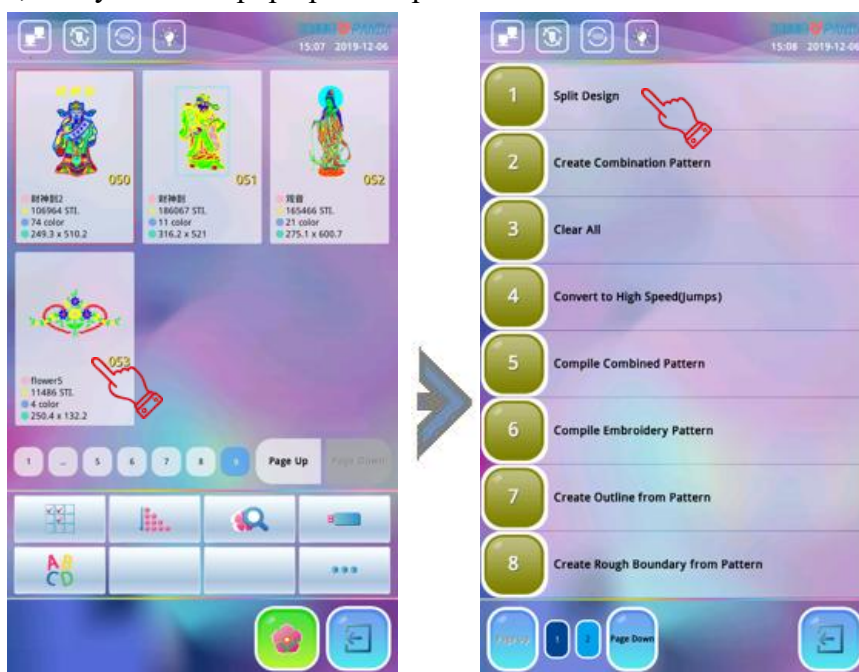 15:07 2019-12-06
050
财神到2
106964 STI.
74 color
249.3 x 510.2
051
财神到
186067 STI.
11 color
316.2 x 521
052
观音
165466 STI.
21 color
275.1 x 600.7
053
flower5
11486 STI.
4 color
250.4 x 132.2
1
...
5
6
7
8
9
Page Up
Page Down
A B
C D
15:08 2019-12-06
1 Split Design
2 Create Combination Pattern
3 Clear All
4 Convert to High Speed(Jumps)
5 Compile Combined Pattern
6 Compile Embroidery Pattern
7 Create Outline from Pattern
8 Create Rough Boundary from Pattern
Page Up
1
2
Page Down